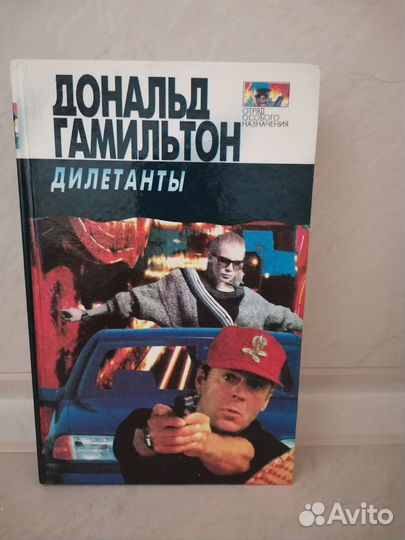 ДОНАЛЬД
ГАМИЛЬТОН
ДИЛЕТАНТЫ
ОТРЯД
ОСОБОГО
НАЗНАЧЕНИЯ
Avito